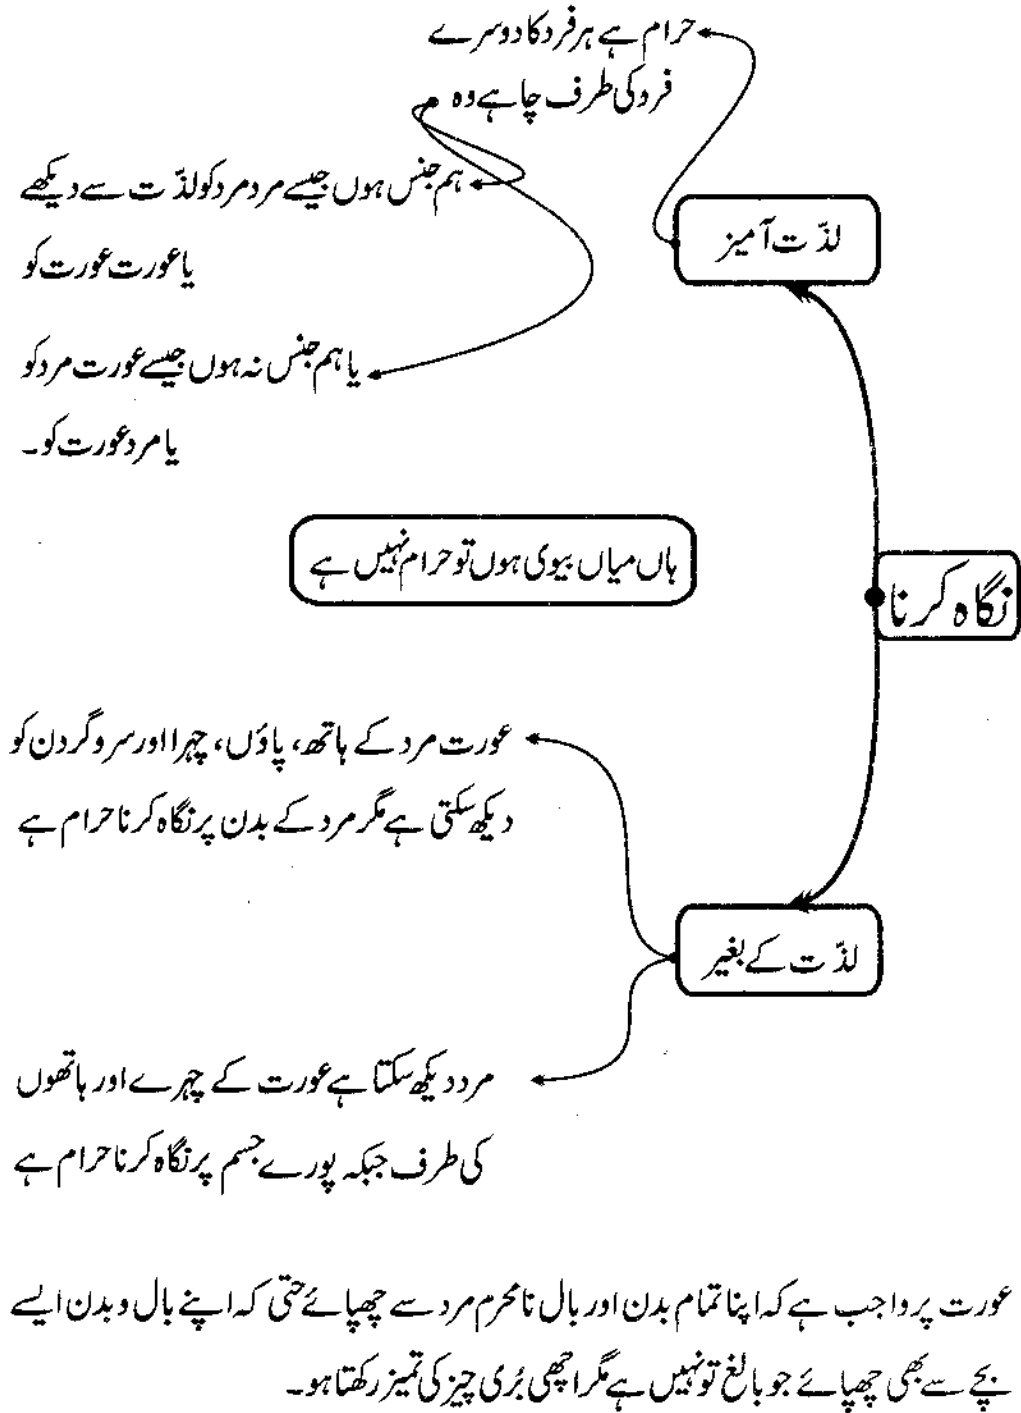 حرام ہے ہر فرد کا دوسرے
فرد کی طرف چاہے وہ
ہم جنس ہوں جیسے مرد مرد کو لذّت سے دیکھے
یا عورت عورت کو
لذّت آمیز
یا ہم جنس نہ ہوں جیسے عورت مرد کو
یا مرد عورت کو۔
ہاں میاں بیوی ہوں تو حرام نہیں ہے
نگاہ کرنا
عورت مرد کے ہاتھ، پاؤں، چہرا اور سر و گردن کو
دیکھ سکتی ہے مگر مرد کے بدن پر نگاہ کرنا حرام ہے
لذّت کے بغیر
مرد دیکھ سکتا ہے عورت کے چہرے اور ہاتھوں
کی طرف جبکہ پورے جسم پر نگاہ کرنا حرام ہے
عورت پر واجب ہے کہ اپنا تمام بدن اور بال نامحرم مرد سے چھپائے حتی کہ اپنے بال و بدن ایسے
بچے سے بھی چھپائے جو بالغ تو نہیں ہے مگر اچھی بُری چیز کی تمیز رکھتا ہو۔